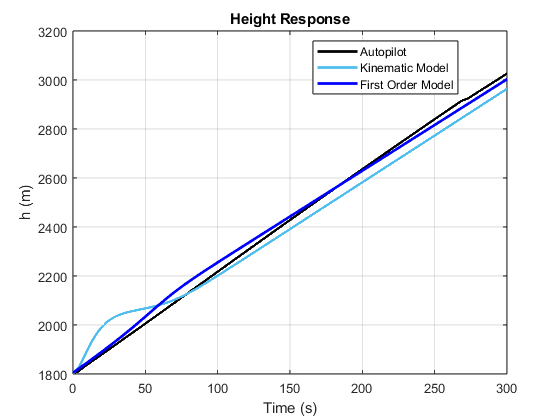 Height Response
3200
3000
2800
2600
2400
2200
2000
1800
h (m)
Autopilot
Kinematic Model
First Order Model
0 50 100 150 200 250 300
Time (s)